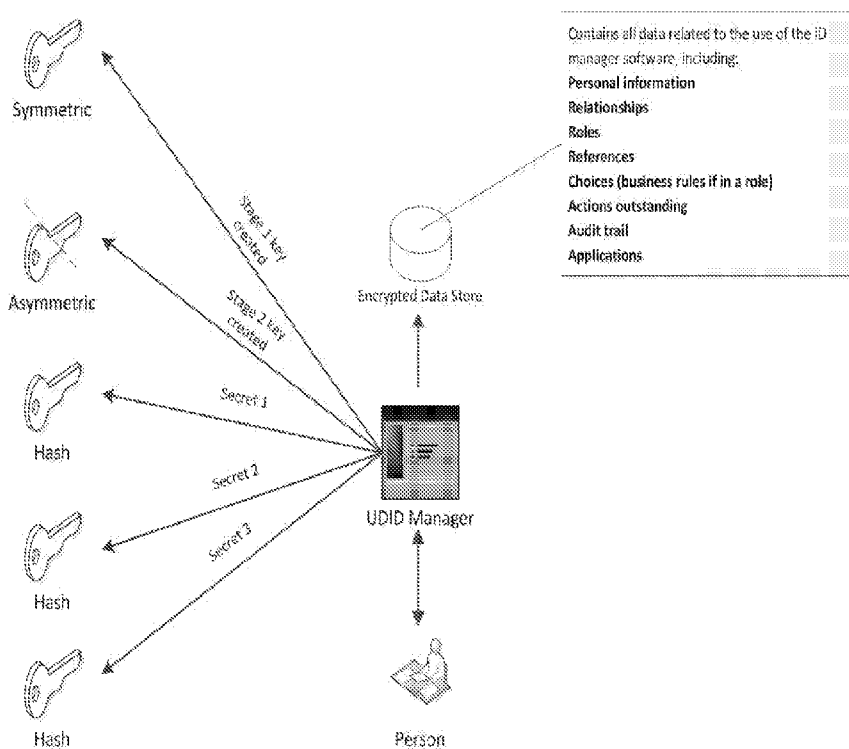 Contains all data related to the use of the ID
manager software, including:
Personal information
Relationships
Roles
References
Choices (business rules if in a role)
Actions outstanding
Audit trail
Applications
Symmetric
Stage 1 key
created
Asymmetric
Stage 2 key
created
Encrypted Data Store
Secret 1
Hash
Secret 2
UDID Manager
Secret 3
Hash
Hash
Person